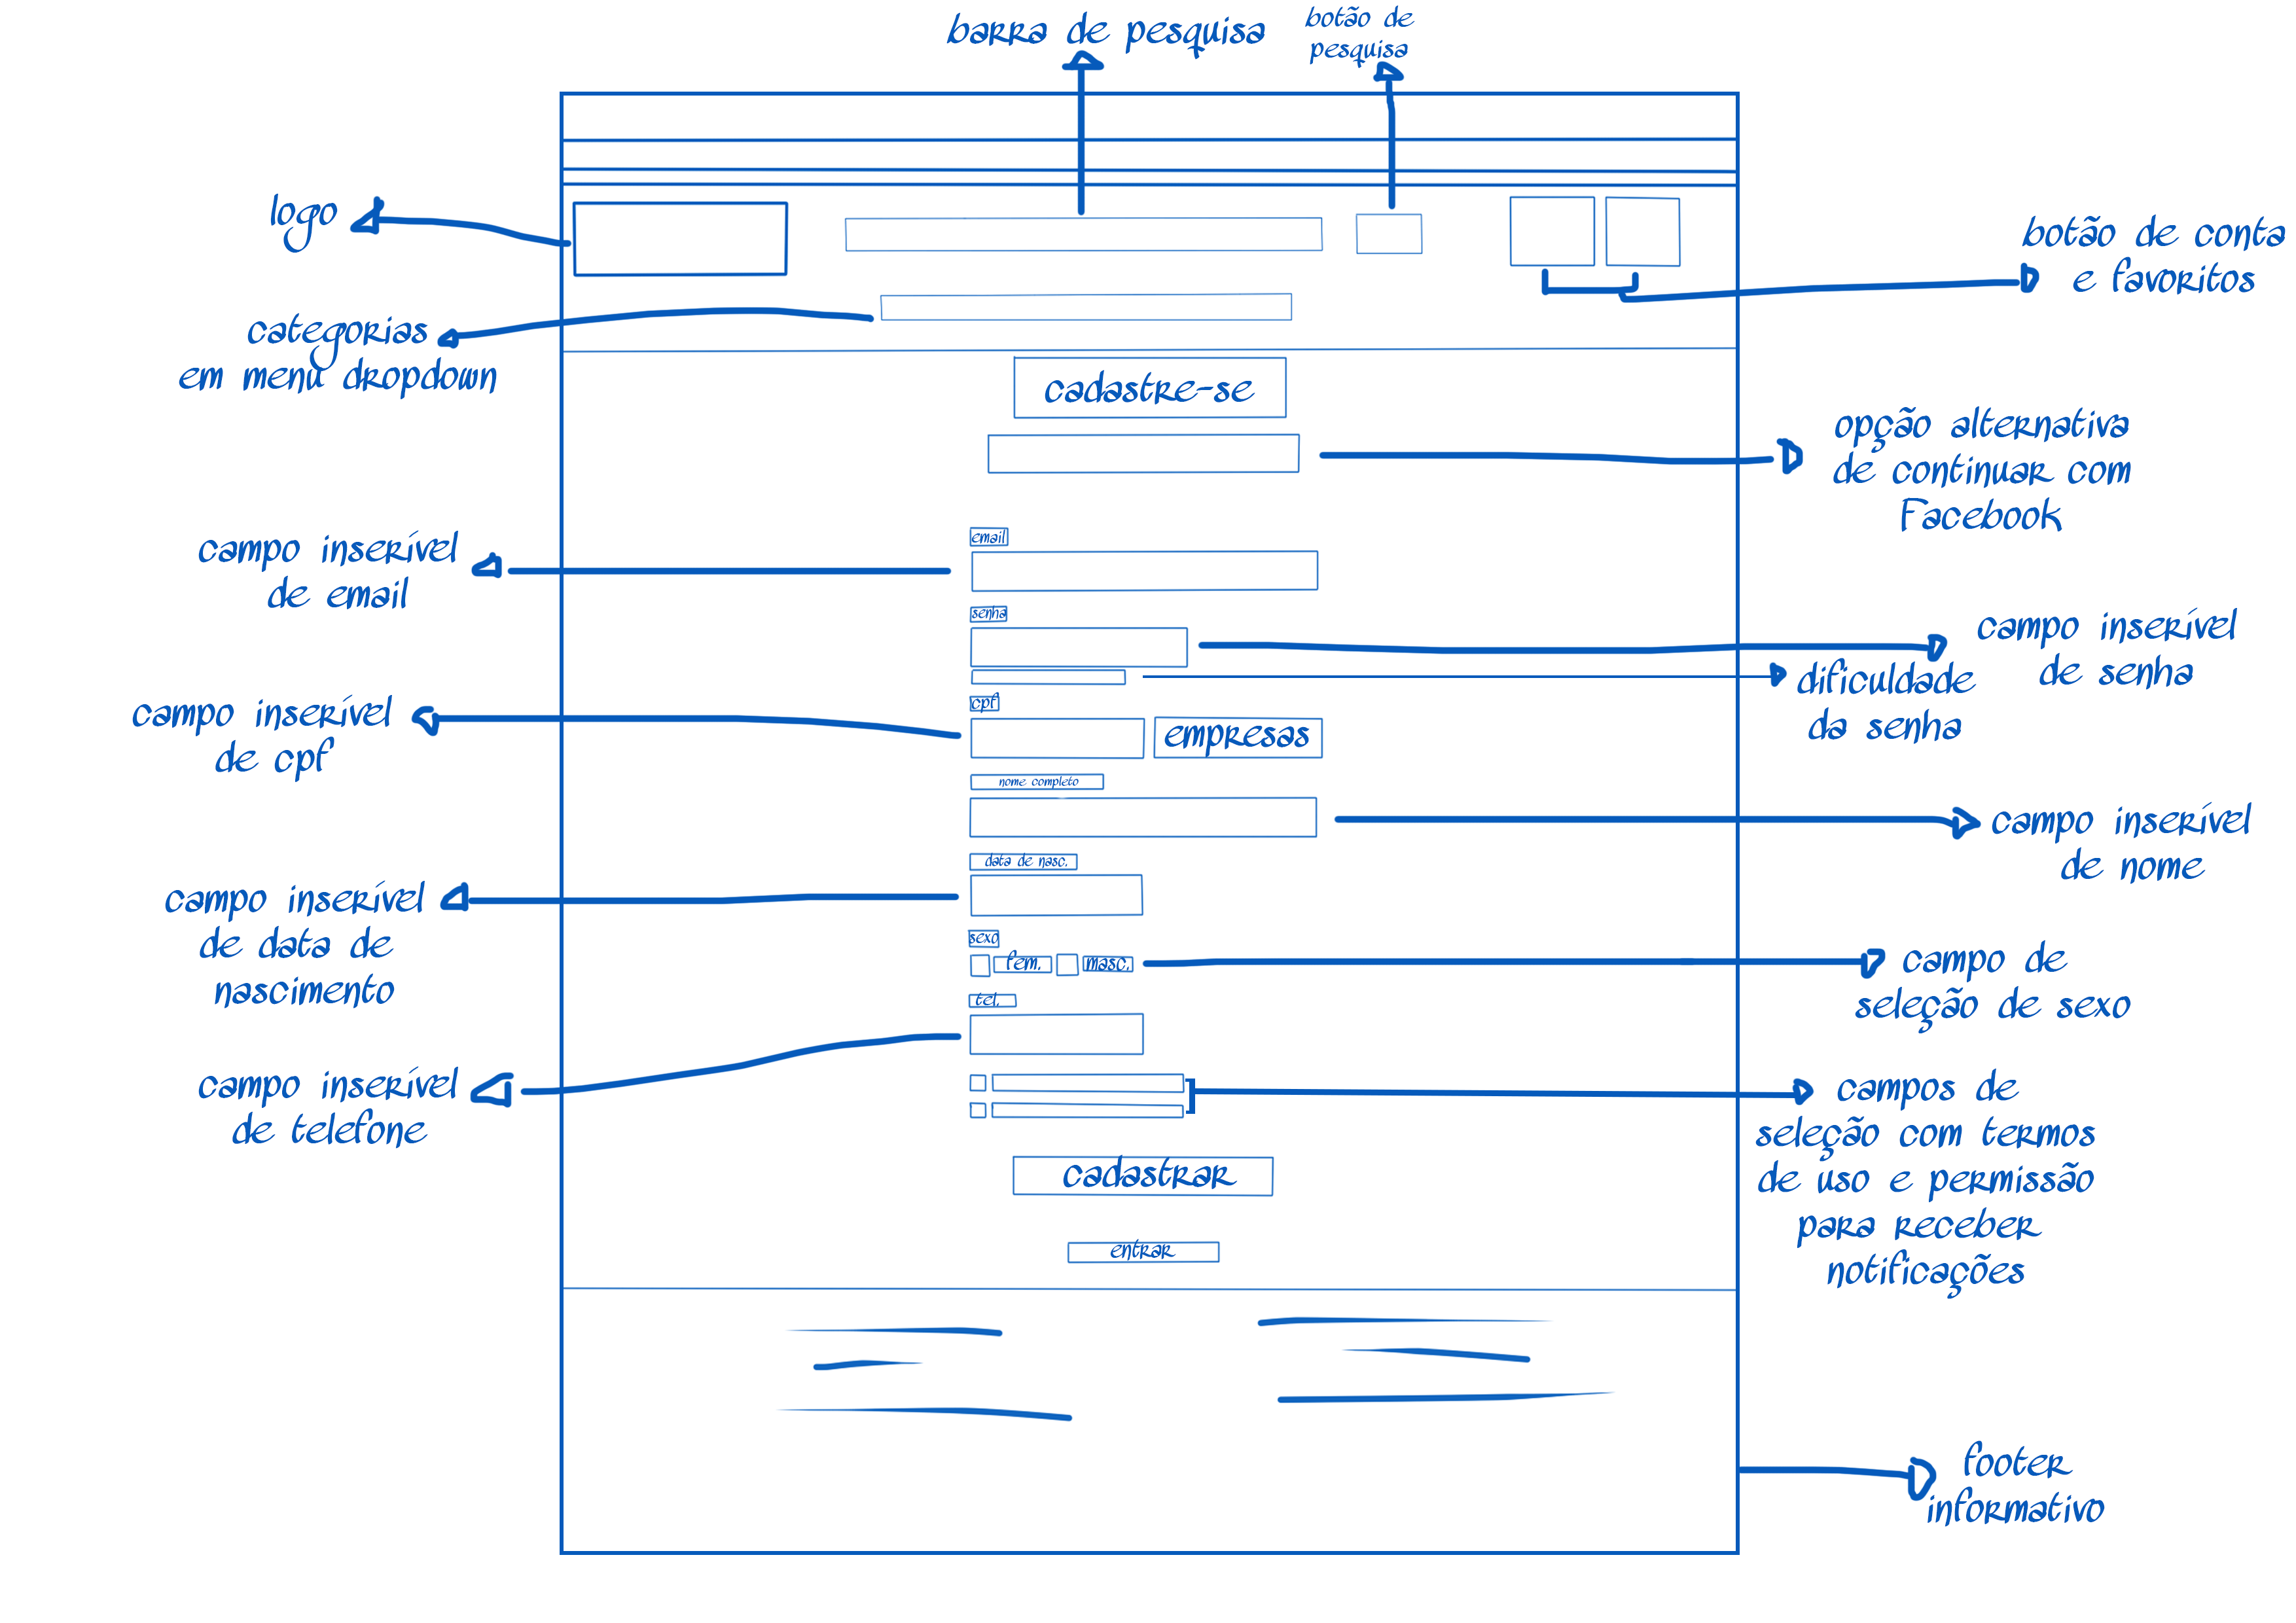 barra de pesquisa
botão de
pesquisa
logo
botão de conta
e favoritos
categorias
em menu dropdown
cadastre-se
opção alternativa
de continuar com
Facebook
email
campo inserível
de email
senha
campo inserível
de senha
dificuldade
da senha
cpf
campo inserível
de cpf
empresas
nome completo
campo inserível
de nome
data de nasc.
campo inserível
de data de
nascimento
sexo
fem. masc.
campo de
seleção de sexo
tel.
campo inserível
de telefone
campos de
seleção com termos
de uso e permissão
para receber
notificações
cadastrar
entrar
footer
informativo